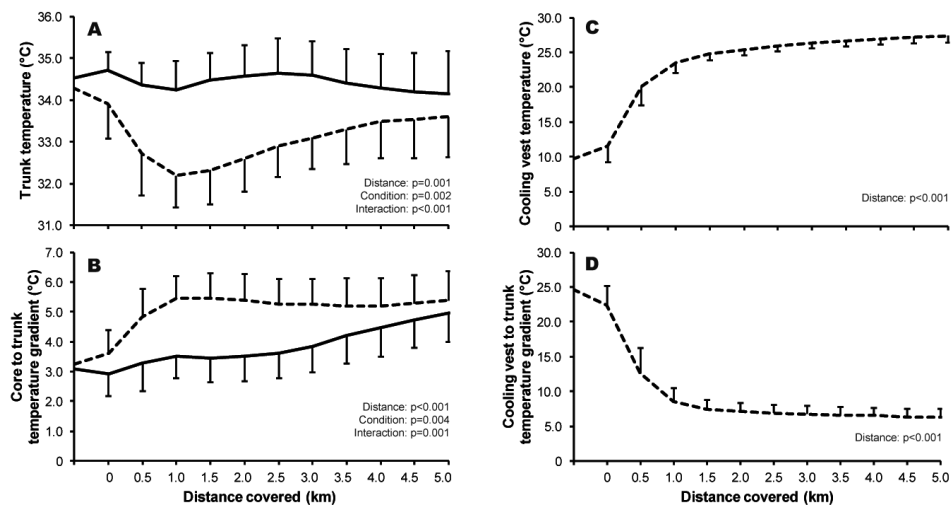 A
Trunk temperature (°C)
36.0
35.0
34.0
33.0
32.0
31.0
Distance: p=0.001
Condition: p=0.002
Interaction: p<0.001
B
Core to trunk
temperature gradient (°C)
7.0
6.0
5.0
4.0
3.0
2.0
1.0
0
Distance: p<0.001
Condition: p=0.004
Interaction: p=0.001
0 0.5 1.0 1.5 2.0 2.5 3.0 3.5 4.0 4.5 5.0
Distance covered (km)
C
Cooling vest temperature (°C)
30.0
25.0
20.0
15.0
10.0
5.0
0
Distance: p<0.001
D
Cooling vest to trunk
temperature gradient (°C)
30.0
25.0
20.0
15.0
10.0
5.0
0
Distance: p<0.001
0 0.5 1.0 1.5 2.0 2.5 3.0 3.5 4.0 4.5 5.0
Distance covered (km)